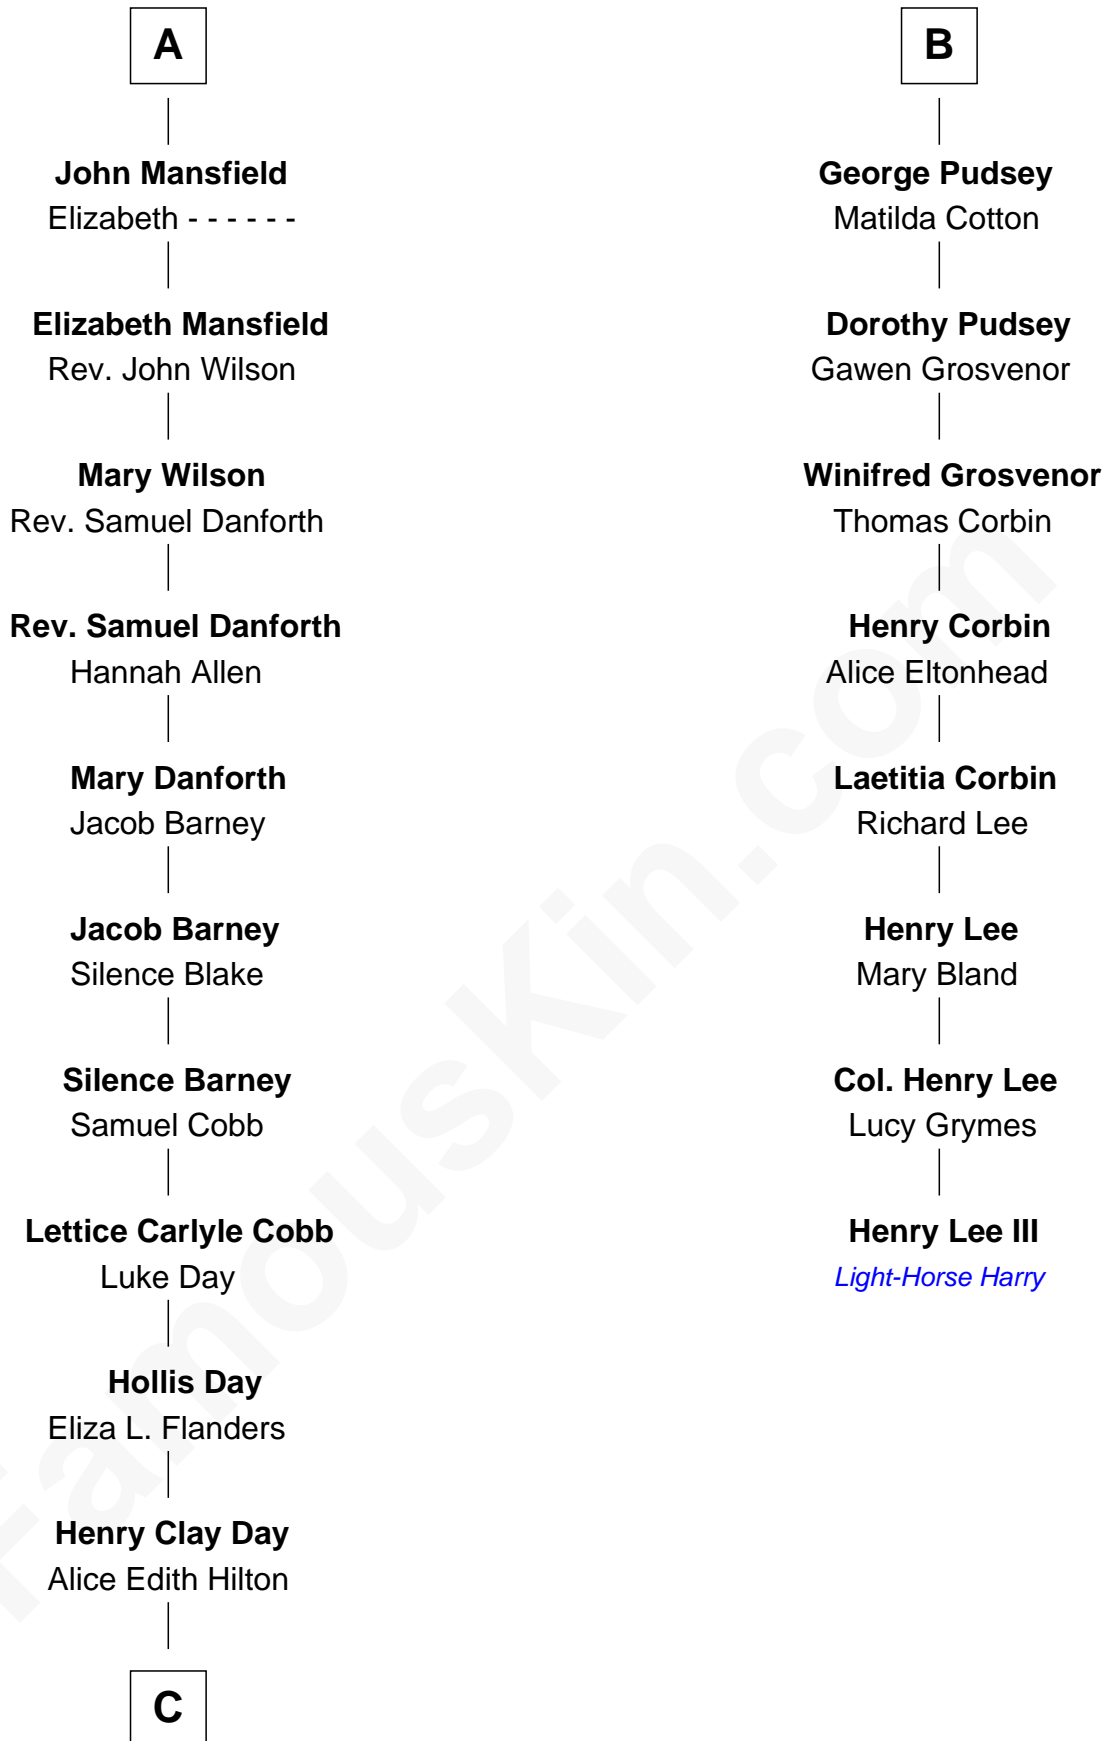 A
John Mansfield
Elizabeth - - - - - -
Elizabeth Mansfield
Rev. John Wilson
Mary Wilson
Rev. Samuel Danforth
Rev. Samuel Danforth
Hannah Allen
Mary Danforth
Jacob Barney
Jacob Barney
Silence Blake
Silence Barney
Samuel Cobb
Lettice Carlyle Cobb
Luke Day
Hollis Day
Eliza L. Flanders
Henry Clay Day
Alice Edith Hilton
C
B
George Pudsey
Matilda Cotton
Dorothy Pudsey
Gawen Grosvenor
Winifred Grosvenor
Thomas Corbin
Henry Corbin
Alice Eltonhead
Laetitia Corbin
Richard Lee
Henry Lee
Mary Bland
Col. Henry Lee
Lucy Grymes
Henry Lee III
Light-Horse Harry
FamousKin.com